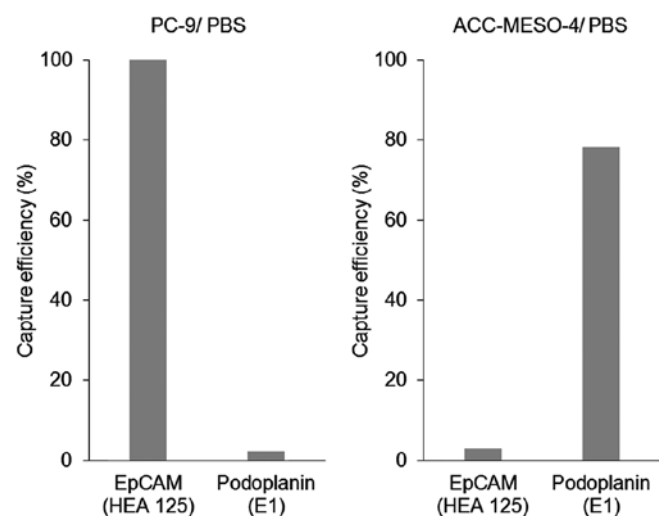 PC-9/ PBS
Capture efficiency (%)
100
80
60
40
20
0
EpCAM
(HEA 125)
Podoplanin
(E1)
ACC-MESO-4/ PBS
Capture efficiency (%)
100
80
60
40
20
0
EpCAM
(HEA 125)
Podoplanin
(E1)